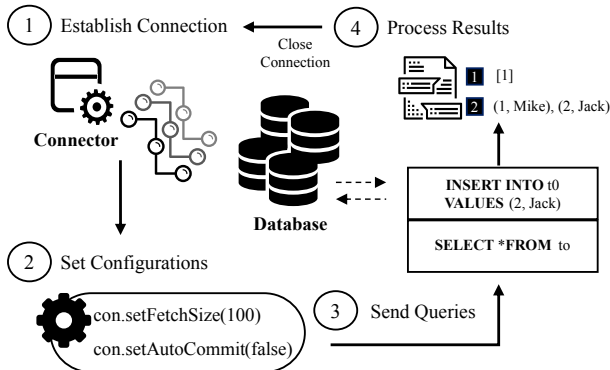 1 Establish Connection
Close
Connection
4 Process Results
1 [1]
2 (1, Mike), (2, Jack)
Connector
Database
INSERT INTO t0
VALUES (2, Jack)
SELECT *FROM to
2 Set Configurations
con.setFetchSize(100)
con.setAutoCommit(false)
3 Send Queries